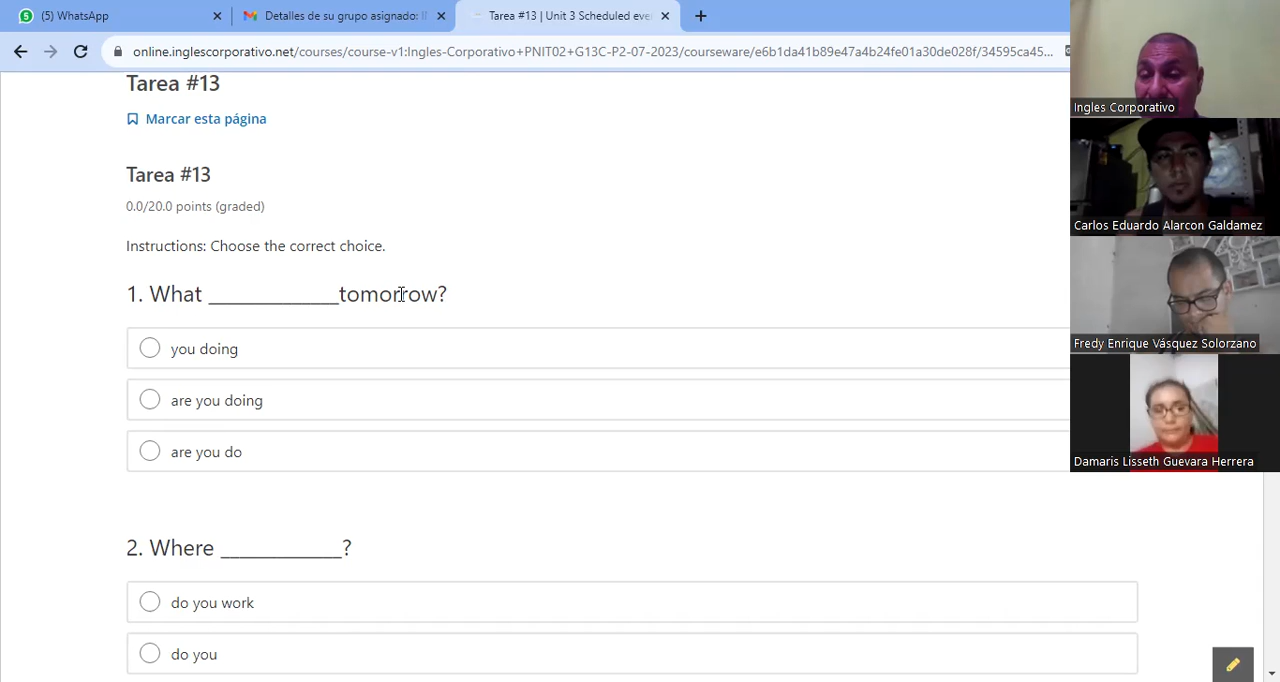 5 (5) WhatsApp
Detalles de su grupo asignado: I
Tarea #13 | Unit 3 Scheduled eve
online.inglescorporativo.net/courses/course-v1:Ingles-Corporativo+PNIT02+G13C-P2-07-2023/courseware/e6b1da41b89e47a4b24fe01a30de028f/34595ca45...
Tarea #13
Marcar esta página
Tarea #13
0.0/20.0 points (graded)
Instructions: Choose the correct choice.
1. What ____________tomorrow?
you doing
are you doing
are you do
2. Where ___________?
do you work
do you
Ingles Corporativo
Carlos Eduardo Alarcon Galdamez
Fredy Enrique Vásquez Solorzano
Damaris Lisseth Guevara Herrera